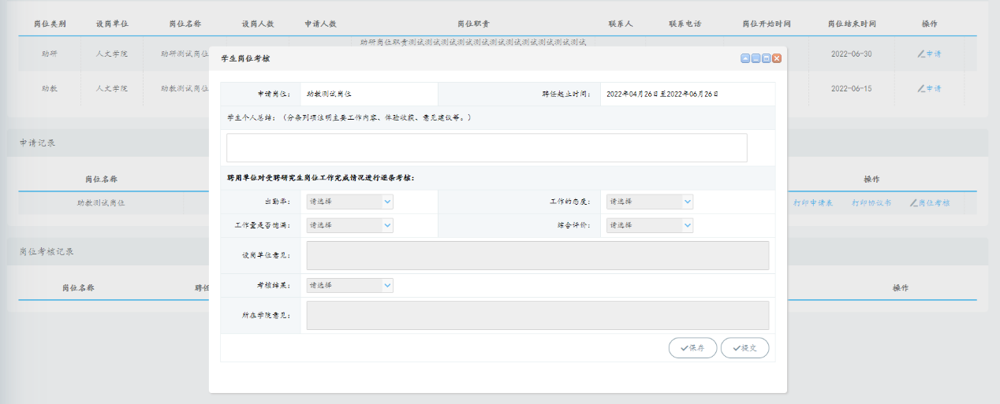 岗位类别 设岗单位 岗位名称 设岗人数 申请人数 岗位职责 联系人 联系电话 岗位开始时间 岗位结束时间 操作
助研岗位职责测试测试测试测试测试测试测试测试测试测试测试
助研 人文学院 助研测试岗位 2022-06-30 申请
助教 人文学院 助教测试岗位 2022-06-15 申请
申请记录
岗位名称 操作
助教测试岗位 打印申请表 打印协议书 岗位考核
岗位考核记录
岗位名称 聘任 操作
学生岗位考核
申请岗位： 助教测试岗位 聘任起止时间： 2022年04月26日至2022年06月26日
学生个人总结：（分条列项注明主要工作内容、体验收获、意见建议等。）
聘用单位对受聘研究生岗位工作完成情况进行逐条考核：
出勤率： 请选择 工作的态度： 请选择
工作量是否饱满： 请选择 综合评价： 请选择
设岗单位意见：
考核结果： 请选择
所在学院意见：
保存 提交